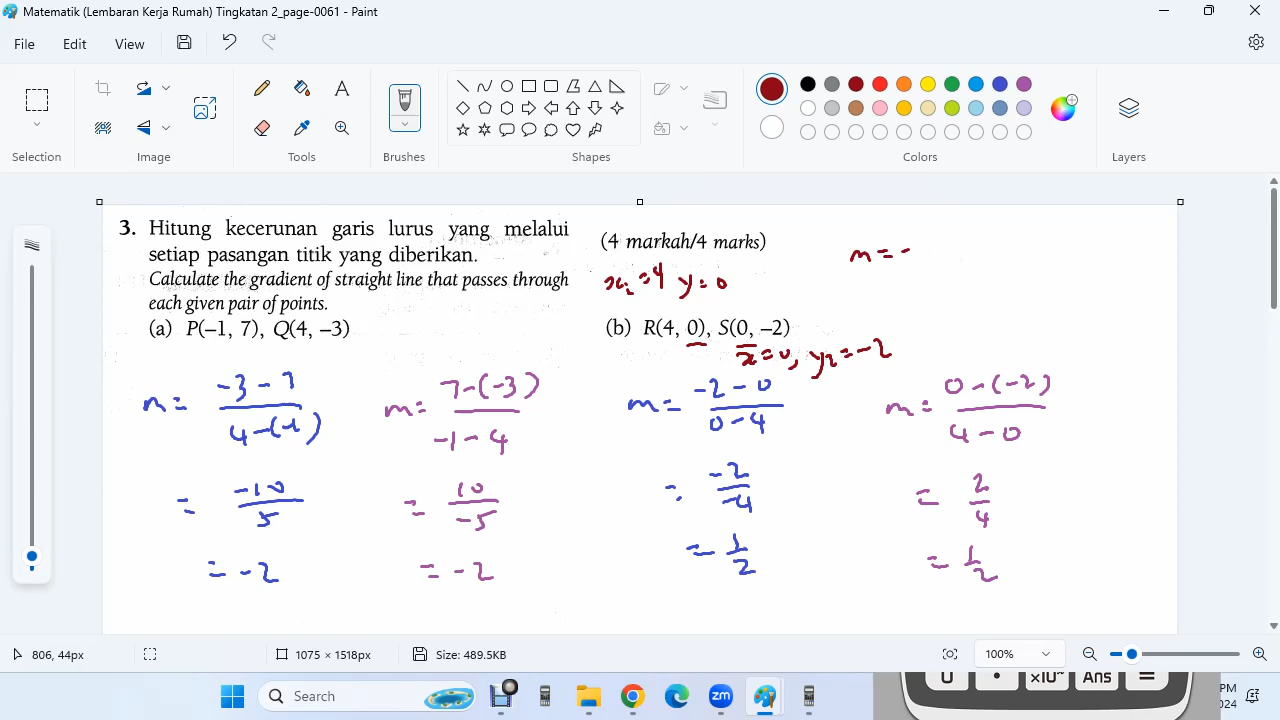 Matematik (Lembaran Kerja Rumah) Tingkatan 2_page-0061 - Paint
File Edit View
Selection Image Tools Brushes Shapes Colors Layers
3. Hitung kecerunan garis lurus yang melalui
setiap pasangan titik yang diberikan.
Calculate the gradient of straight line that passes through
each given pair of points.
(a) P(−1, 7), Q(4, −3)
m = -3 - 7 / 4 - (-1)
= -10 / 5
= -2
m = 7 - (-3) / -1 - 4
= 10 / -5
= -2
(4 markah/4 marks)
m = -
x₁ = 4 y = 0
(b) R(4, 0), S(0, −2)
x = 0, y₂ = -2
m = -2 - 0 / 0 - 4
= -2 / -4
= 1/2
m = 0 - (-2) / 4 - 0
= 2 / 4
= 1/2
806, 44px 1075 × 1518px Size: 489.5KB 100%
×10ˣ Ans =
Search zm PM
2024